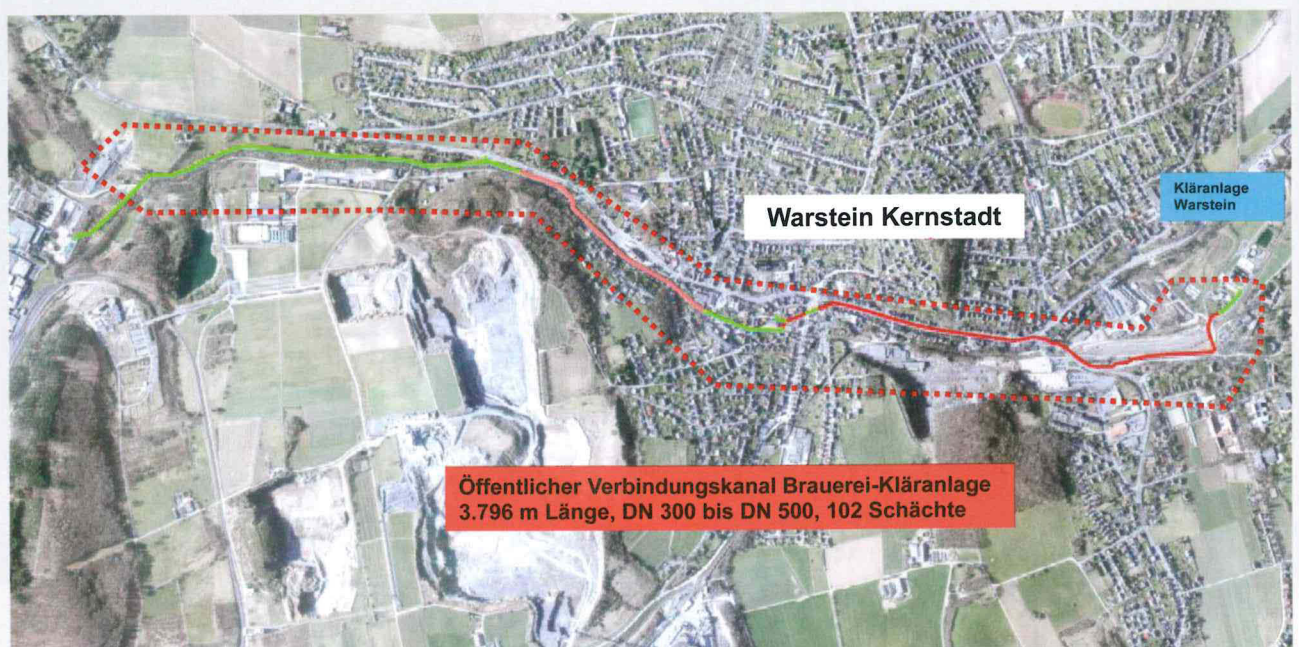 Kläranlage
Warstein
Warstein Kernstadt
Öffentlicher Verbindungskanal Brauerei-Kläranlage
3.796 m Länge, DN 300 bis DN 500, 102 Schächte